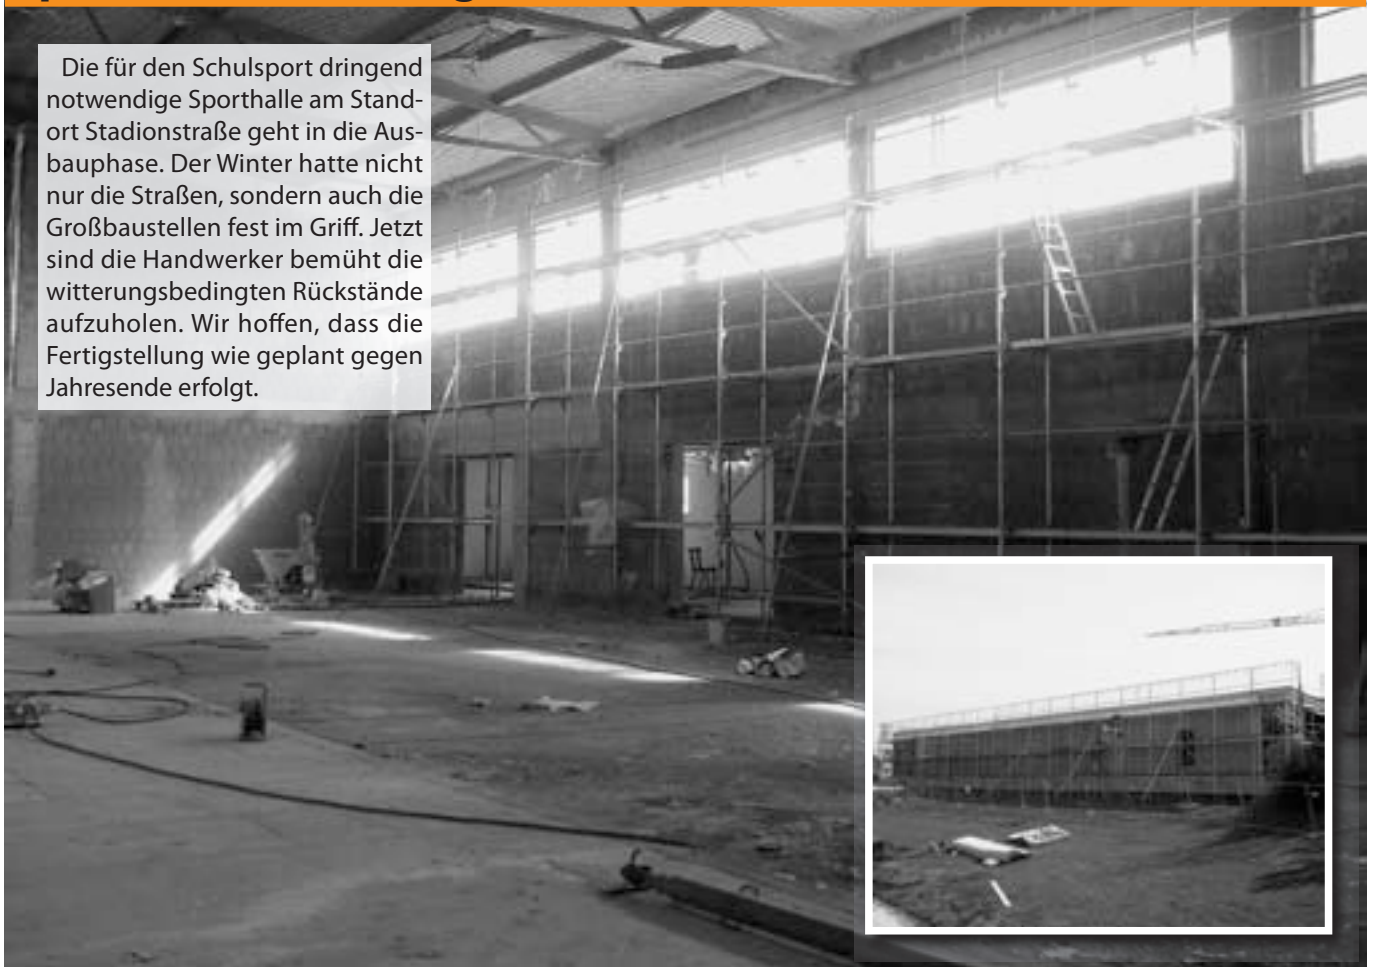 Die für den Schulsport dringend
notwendige Sporthalle am Stand-
ort Stadionstraße geht in die Aus-
bauphase. Der Winter hatte nicht
nur die Straßen, sondern auch die
Großbaustellen fest im Griff. Jetzt
sind die Handwerker bemüht die
witterungsbedingten Rückstände
aufzuholen. Wir hoffen, dass die
Fertigstellung wie geplant gegen
Jahresende erfolgt.